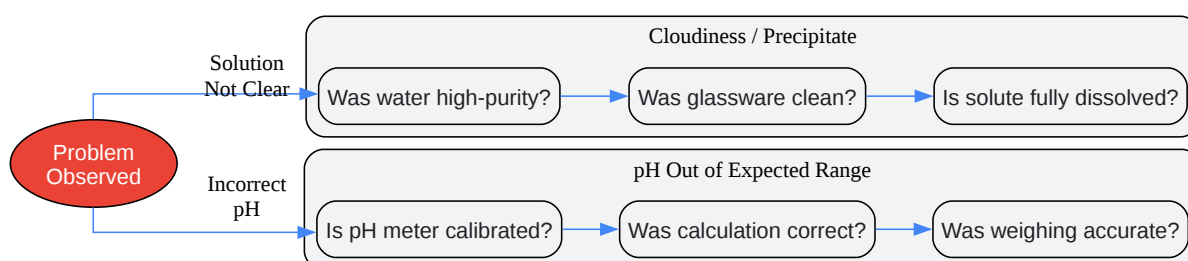 Cloudiness / Precipitate
Solution
Not Clear
Was water high-purity?
Was glassware clean?
Is solute fully dissolved?
Problem
Observed
pH Out of Expected Range
Incorrect
pH
Is pH meter calibrated?
Was calculation correct?
Was weighing accurate?